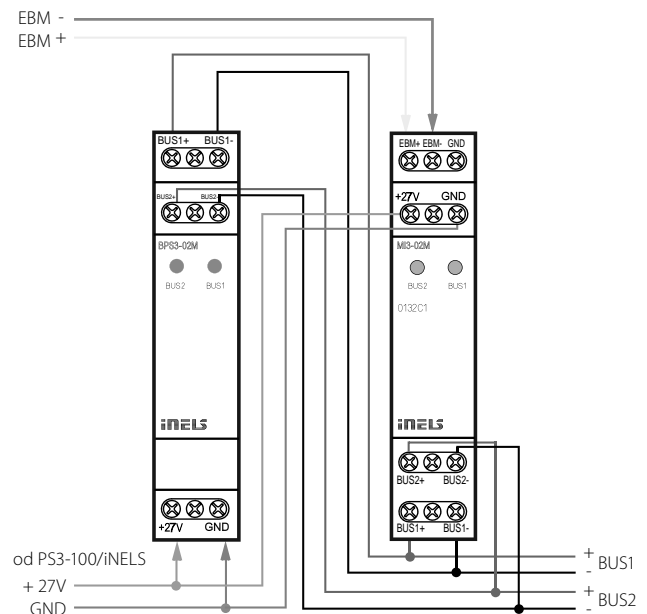 EBM -
EBM +
BUS1+ BUS1-
BUS2+ BUS2-
BPS3-02M
BUS2 BUS1
iNELS
+27V GND
EBM+ EBM- GND
+27V GND
MI3-02M
BUS2 BUS1
0132C1
iNELS
BUS2+ BUS2-
BUS1+ BUS1-
od PS3-100/iNELS
+ 27V
GND
+ BUS1
-
+ BUS2
-